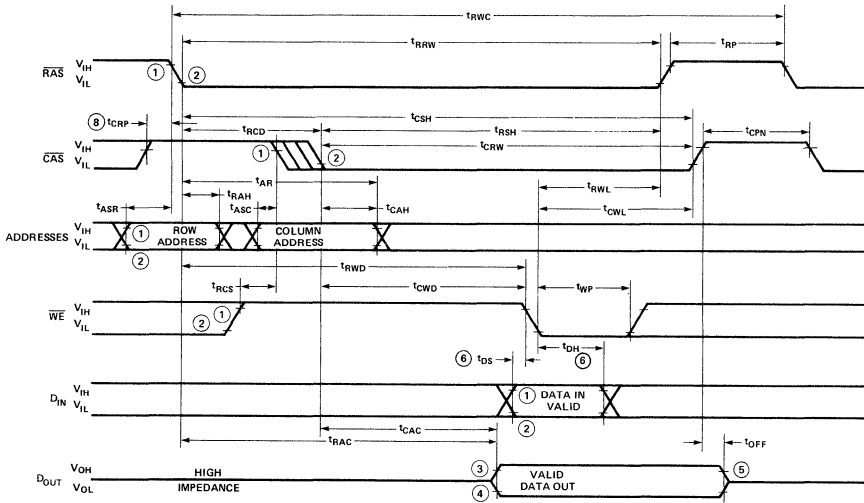 tRWC
tRRW
tRP
RAS VIH
VIL
1 2
tCSH
8 tCRP
tRCD
tRSH
tCRW
tCPN
CAS VIH
VIL
1 2
tAR
tRWL
tASR
tRAH
tASC
tCAH
tCWL
ADDRESSES VIH
VIL
1 ROW ADDRESS
2
COLUMN ADDRESS
tRWD
tRCS
tCWD
tWP
WE VIH
VIL
2 1
6 tDS
tDH
6
DIN VIH
VIL
1 DATA IN VALID
2
tCAC
tRAC
tOFF
DOUT VOH
VOL
HIGH IMPEDANCE
3
4
VALID DATA OUT
5